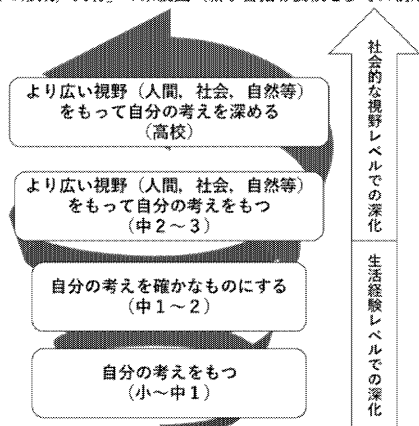 より広い視野（人間，社会，自然等）
をもって自分の考えを深める
（高校）
より広い視野（人間，社会，自然等）
をもって自分の考えをもつ
（中２～３）
自分の考えを確かなものにする
（中１～２）
自分の考えをもつ
（小～中１）
社会的な視野レベルでの深化
生活経験レベルでの深化